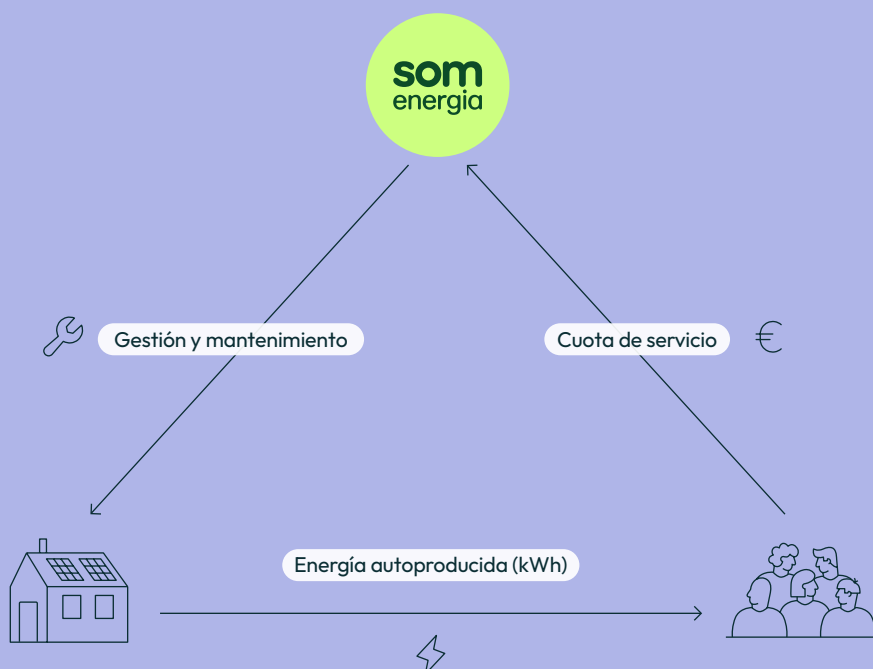 som
energia
Gestión y mantenimiento
Cuota de servicio
€
Energía autoproducida (kWh)